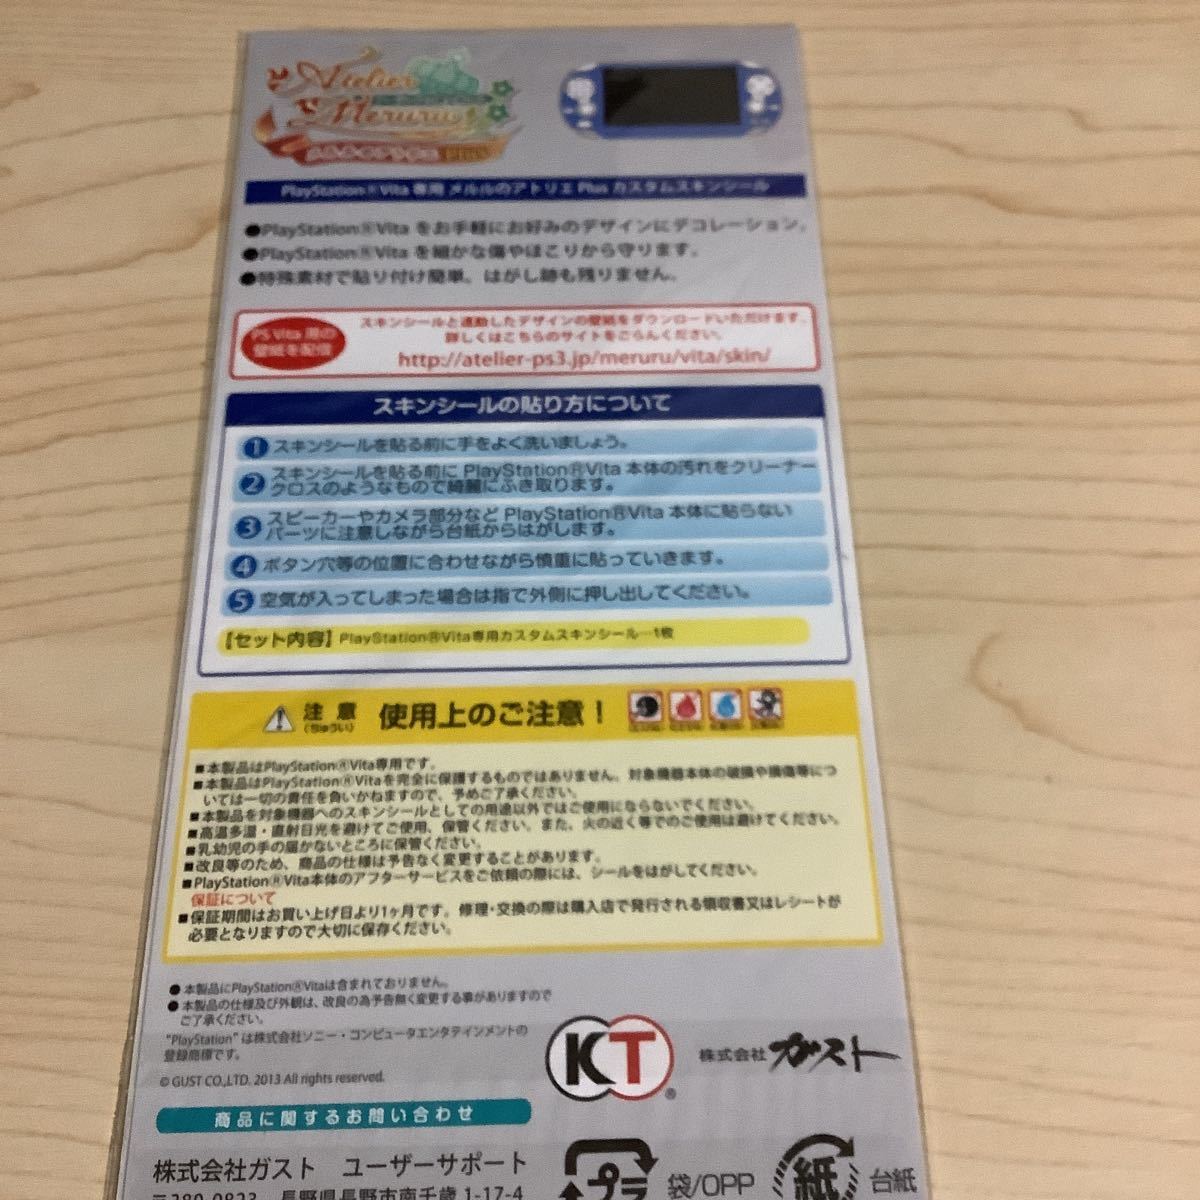 Atelier
Meruru
PlayStation®Vita 専用 メルルのアトリエ Plus カスタムスキンシール
●PlayStation®Vita をお手軽にお好みのデザインにデコレーション。
●PlayStation®Vita を細かな傷やほこりから守ります。
●特殊素材で貼り付け簡単。はがし跡も残りません。
PS Vita 用の
壁紙を配信
スキンシールと連動したデザインの壁紙をダウンロードいただけます。
詳しくはこちらのサイトをごらんください。
http://atelier-ps3.jp/meruru/vita/skin/
スキンシールの貼り方について
1 スキンシールを貼る前に手をよく洗いましょう。
2 スキンシールを貼る前に PlayStation®Vita 本体の汚れをクリーナー
クロスのようなもので綺麗にふき取ります。
3 スピーカーやカメラ部分など PlayStation®Vita 本体に貼らない
パーツに注意しながら台紙からはがします。
4 ボタン穴等の位置に合わせながら慎重に貼っていきます。
5 空気が入ってしまった場合は指で外側に押し出してください。
【セット内容】PlayStation®Vita専用カスタムスキンシール…1枚
注意
(ちゅうい)
使用上のご注意！
■本製品はPlayStation®Vita専用です。
■本製品はPlayStation®Vitaを完全に保護するものではありません。対象機器本体の破損や損傷等につ
いては一切の責任を負いかねますので、予めご了承ください。
■本製品を対象機器へのスキンシールとしての用途以外ではご使用にならないでください。
■高温多湿・直射日光を避けてご使用、保管ください。また、火の近く等でのご使用は避けてください。
■乳幼児の手の届かないところに保管ください。
■改良等のため、商品の仕様は予告なく変更することがあります。
■PlayStation®Vita本体のアフターサービスをご依頼の際には、シールをはがしてください。
保証について
■保証期間はお買い上げ日より1ヶ月です。修理・交換の際は購入店で発行される領収書又はレシートが
必要となりますので大切に保存ください。
●本製品にPlayStation®Vitaは含まれておりません。
●本製品の仕様及び外観は、改良の為予告無く変更する事がありますので
ご了承ください。
"PlayStation" は株式会社ソニー・コンピュータエンタテインメントの
登録商標です。
© GUST CO.,LTD. 2013 All rights reserved.
KT®
株式会社ガスト
商品に関するお問い合わせ
株式会社ガスト ユーザーサポート
〒380-0823 長野県長野市南千歳 1-17-4
プラ
袋/OPP
紙
台紙